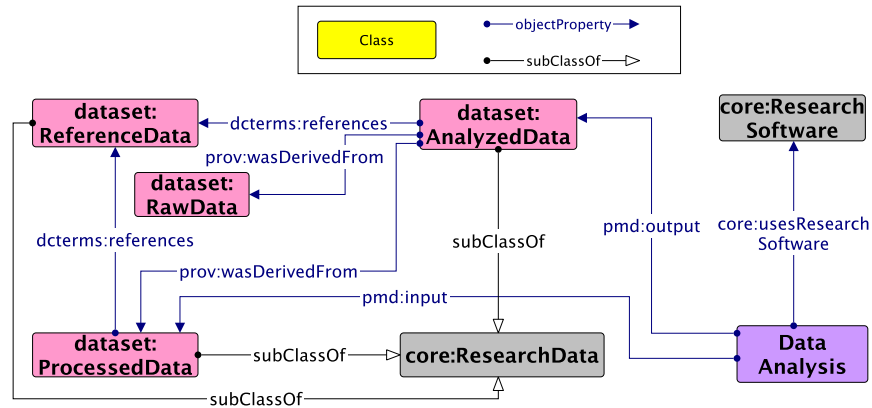 Class
objectProperty
subClassOf
dataset:
ReferenceData
dcterms:references
dataset:
AnalyzedData
core:Research
Software
prov:wasDerivedFrom
dataset:
RawData
dcterms:references
subClassOf
pmd:output
core:usesResearch
Software
prov:wasDerivedFrom
pmd:input
dataset:
ProcessedData
subClassOf
core:ResearchData
Data
Analysis
subClassOf